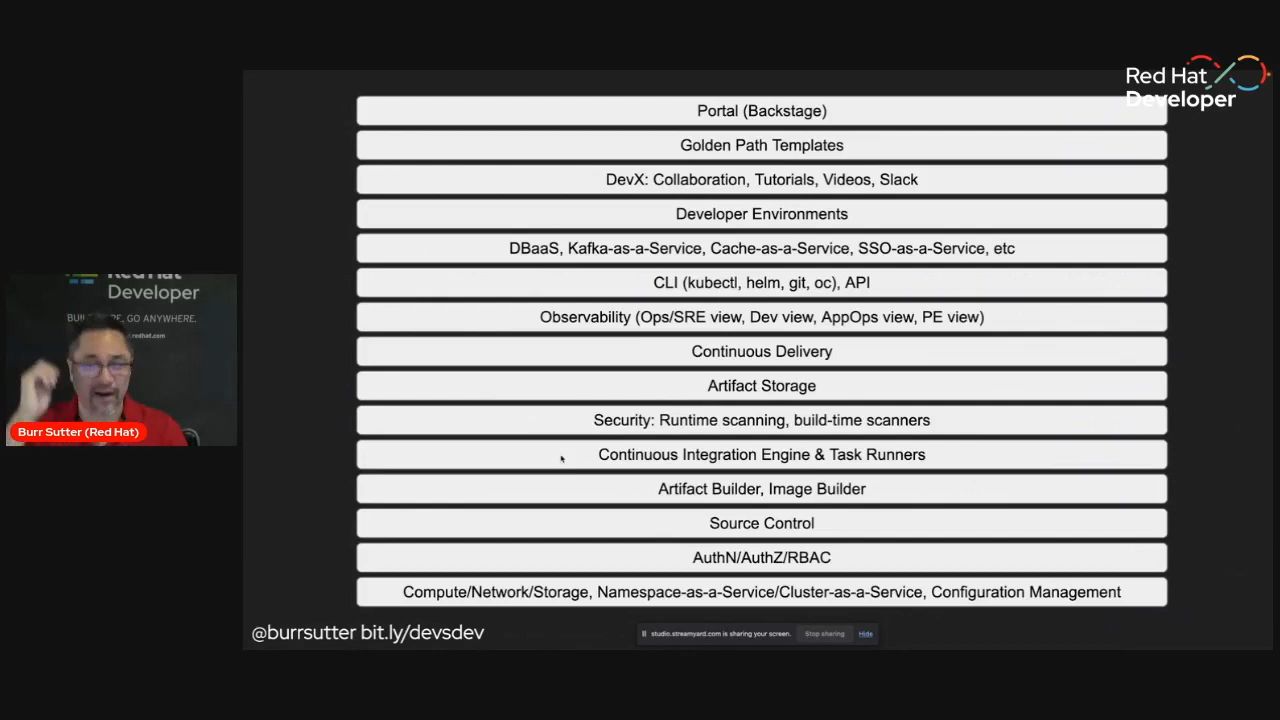 Red Hat
Developer
Portal (Backstage)
Golden Path Templates
DevX: Collaboration, Tutorials, Videos, Slack
Developer Environments
DBaaS, Kafka-as-a-Service, Cache-as-a-Service, SSO-as-a-Service, etc
CLI (kubectl, helm, git, oc), API
Observability (Ops/SRE view, Dev view, AppOps view, PE view)
Continuous Delivery
Artifact Storage
Security: Runtime scanning, build-time scanners
Continuous Integration Engine & Task Runners
Artifact Builder, Image Builder
Source Control
AuthN/AuthZ/RBAC
Compute/Network/Storage, Namespace-as-a-Service/Cluster-as-a-Service, Configuration Management
Red Hat
Developer
GO ANYWHERE.
Burr Sutter (Red Hat)
@burrsutter bit.ly/devsdev
studio.streamyard.com is sharing your screen.
Stop sharing
Hide